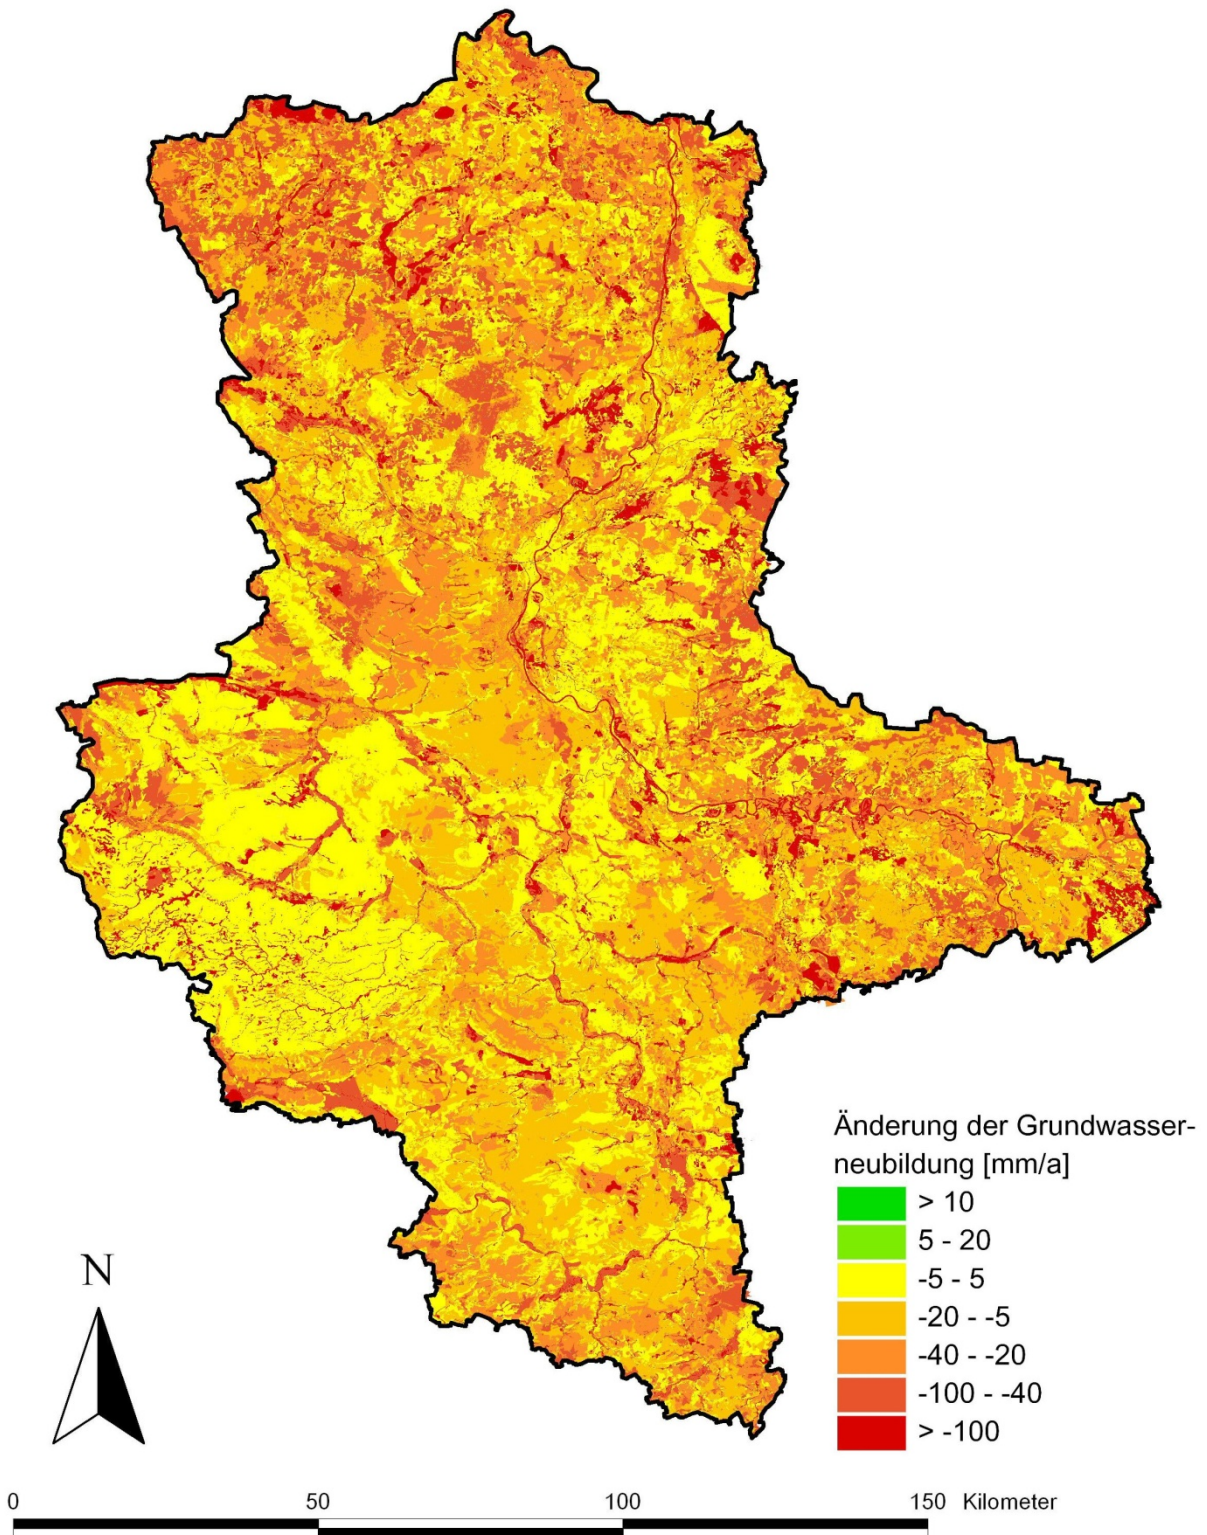 Änderung der Grundwasser-
neubildung [mm/a]
> 10
5 - 20
-5 - 5
-20 - -5
-40 - -20
-100 - -40
> -100
N
0 50 100 150 Kilometer